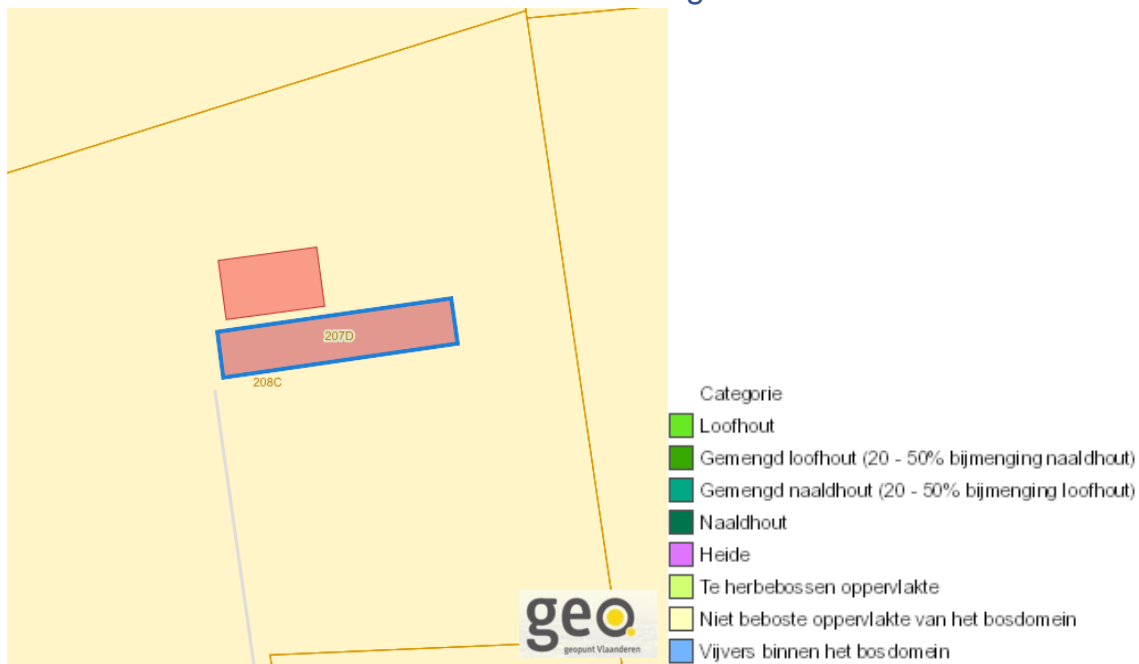 207D
208C
geo
geopunt Vlaanderen
Categorie
Loofhout
Gemengd loofhout (20 - 50% bijmenging naaldhout)
Gemengd naaldhout (20 - 50% bijmenging loofhout)
Naaldhout
Heide
Te herbebossen oppervlakte
Niet beboste oppervlakte van het bosdomein
Vijvers binnen het bosdomein